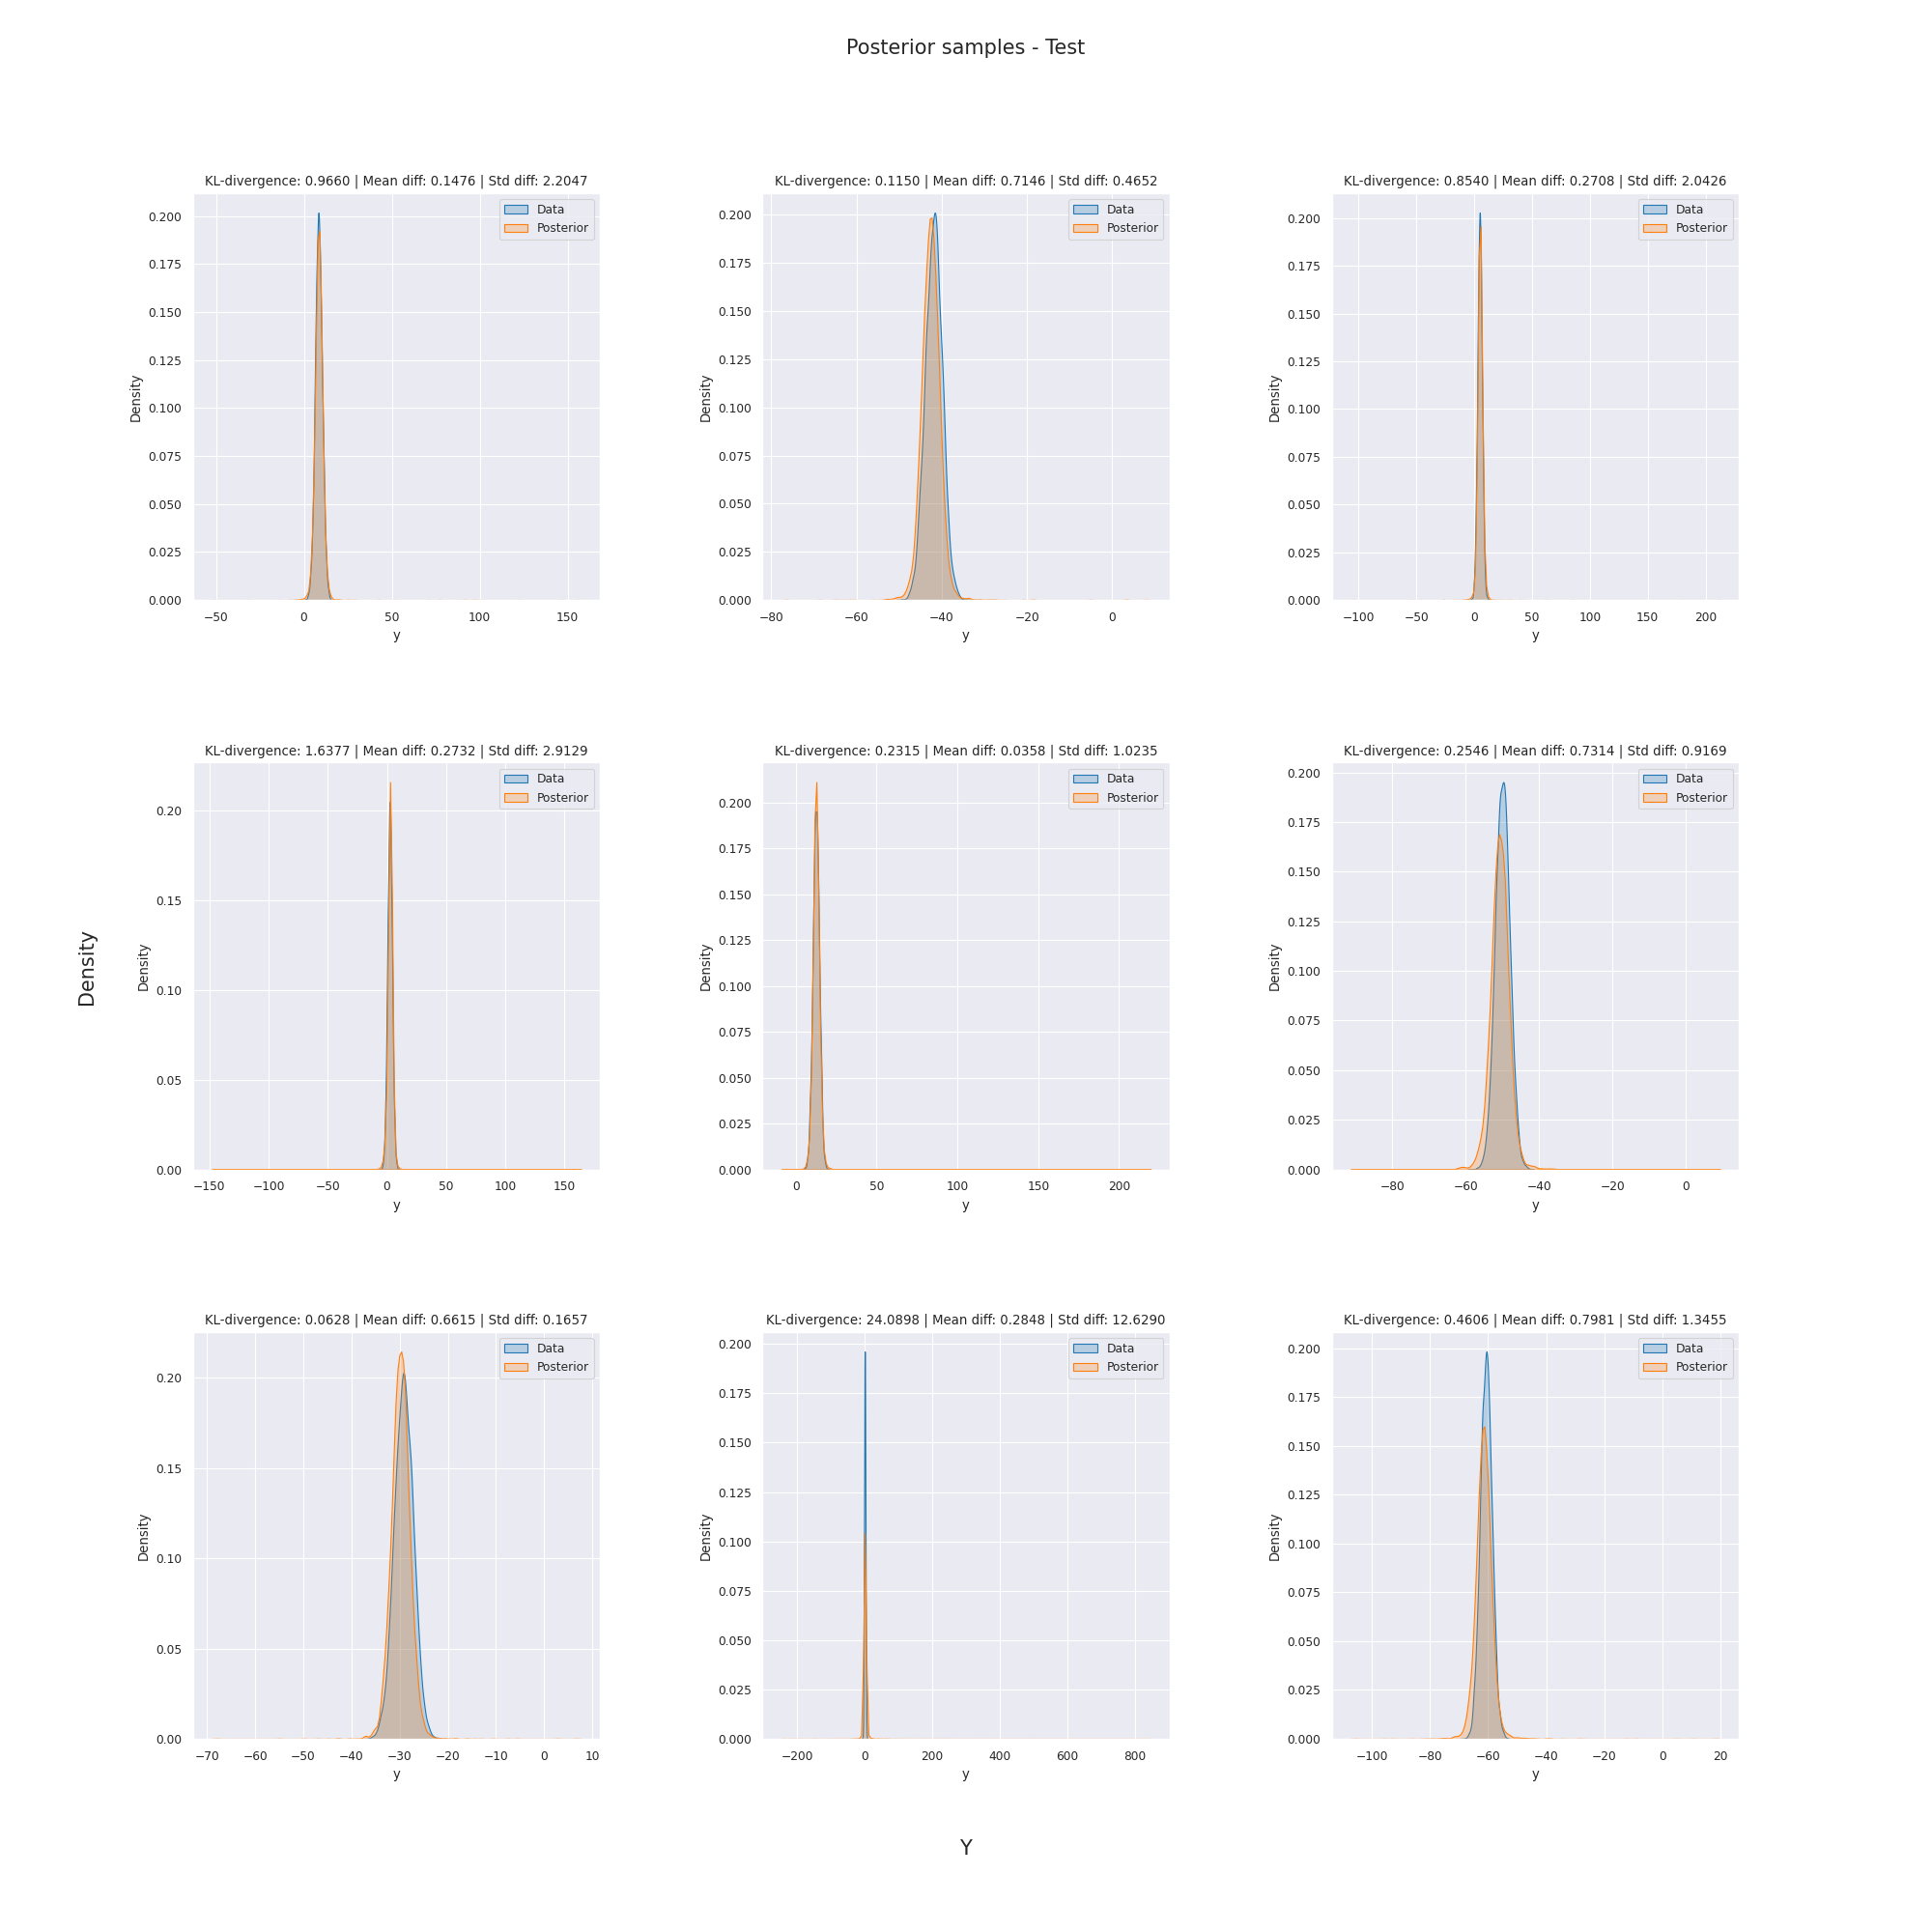 Posterior samples - Test
KL-divergence: 0.9660 | Mean diff: 0.1476 | Std diff: 2.2047
Data
Posterior
0.200
0.175
0.150
0.125
0.100
0.075
0.050
0.025
0.000
Density
−50 0 50 100 150
y
KL-divergence: 0.1150 | Mean diff: 0.7146 | Std diff: 0.4652
Data
Posterior
0.200
0.175
0.150
0.125
0.100
0.075
0.050
0.025
0.000
Density
−80 −60 −40 −20 0
y
KL-divergence: 0.8540 | Mean diff: 0.2708 | Std diff: 2.0426
Data
Posterior
0.200
0.175
0.150
0.125
0.100
0.075
0.050
0.025
0.000
Density
−100 −50 0 50 100 150 200
y
KL-divergence: 1.6377 | Mean diff: 0.2732 | Std diff: 2.9129
Data
Posterior
0.20
0.15
0.10
0.05
0.00
Density
−150 −100 −50 0 50 100 150
y
KL-divergence: 0.2315 | Mean diff: 0.0358 | Std diff: 1.0235
Data
Posterior
0.200
0.175
0.150
0.125
0.100
0.075
0.050
0.025
0.000
Density
0 50 100 150 200
y
KL-divergence: 0.2546 | Mean diff: 0.7314 | Std diff: 0.9169
Data
Posterior
0.200
0.175
0.150
0.125
0.100
0.075
0.050
0.025
0.000
Density
−80 −60 −40 −20 0
y
Density
KL-divergence: 0.0628 | Mean diff: 0.6615 | Std diff: 0.1657
Data
Posterior
0.20
0.15
0.10
0.05
0.00
Density
−70 −60 −50 −40 −30 −20 −10 0 10
y
KL-divergence: 24.0898 | Mean diff: 0.2848 | Std diff: 12.6290
Data
Posterior
0.200
0.175
0.150
0.125
0.100
0.075
0.050
0.025
0.000
Density
−200 0 200 400 600 800
y
KL-divergence: 0.4606 | Mean diff: 0.7981 | Std diff: 1.3455
Data
Posterior
0.200
0.175
0.150
0.125
0.100
0.075
0.050
0.025
0.000
Density
−100 −80 −60 −40 −20 0 20
y
Y